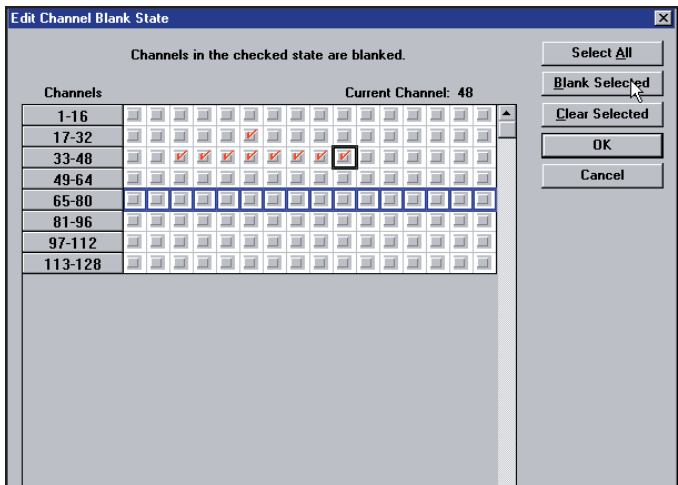 Edit Channel Blank State
Channels in the checked state are blanked.
Select All
Blank Selected
Clear Selected
OK
Cancel
Channels
Current Channel: 48
1-16
17-32
33-48
49-64
65-80
81-96
97-112
113-128